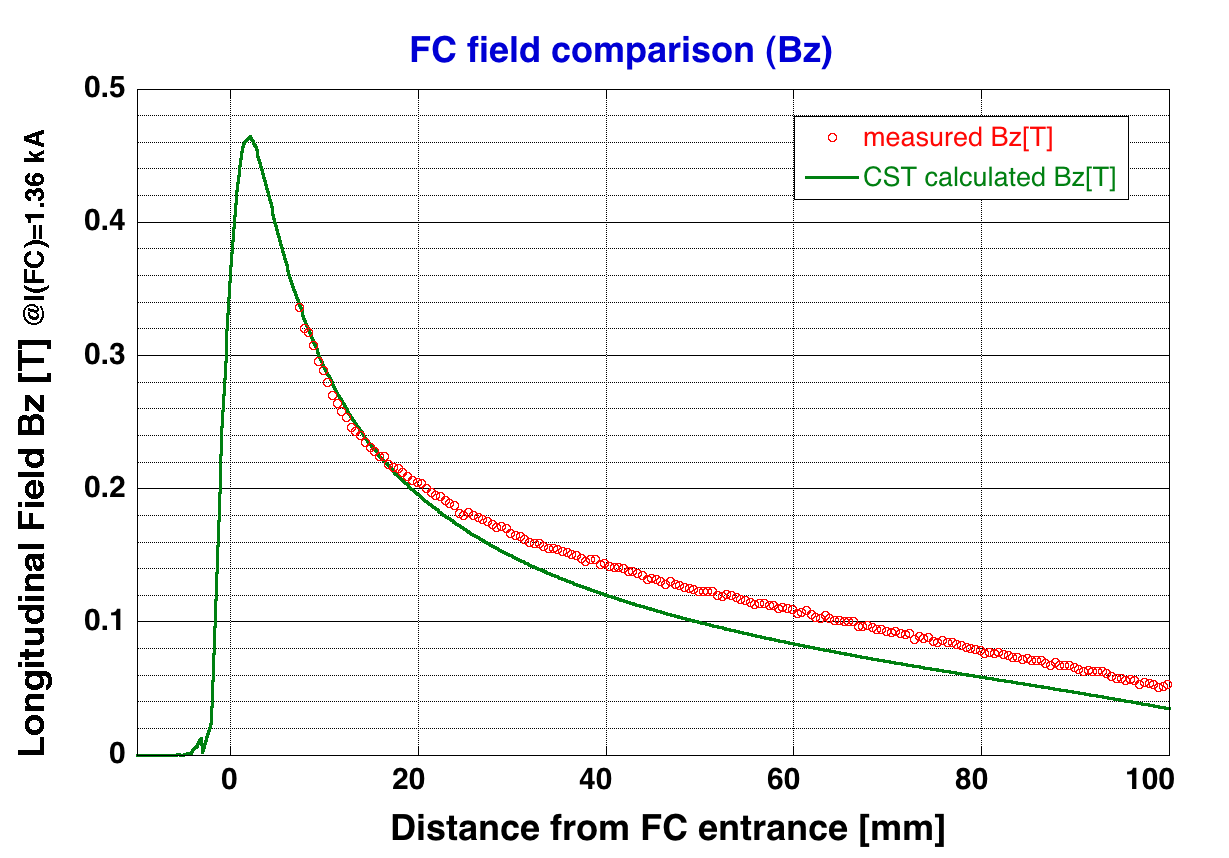 FC field comparison (Bz)
Longitudinal Field Bz [T] @I(FC)=1.36 kA
0.5
0.4
0.3
0.2
0.1
0
measured Bz[T]
CST calculated Bz[T]
0 20 40 60 80 100
Distance from FC entrance [mm]